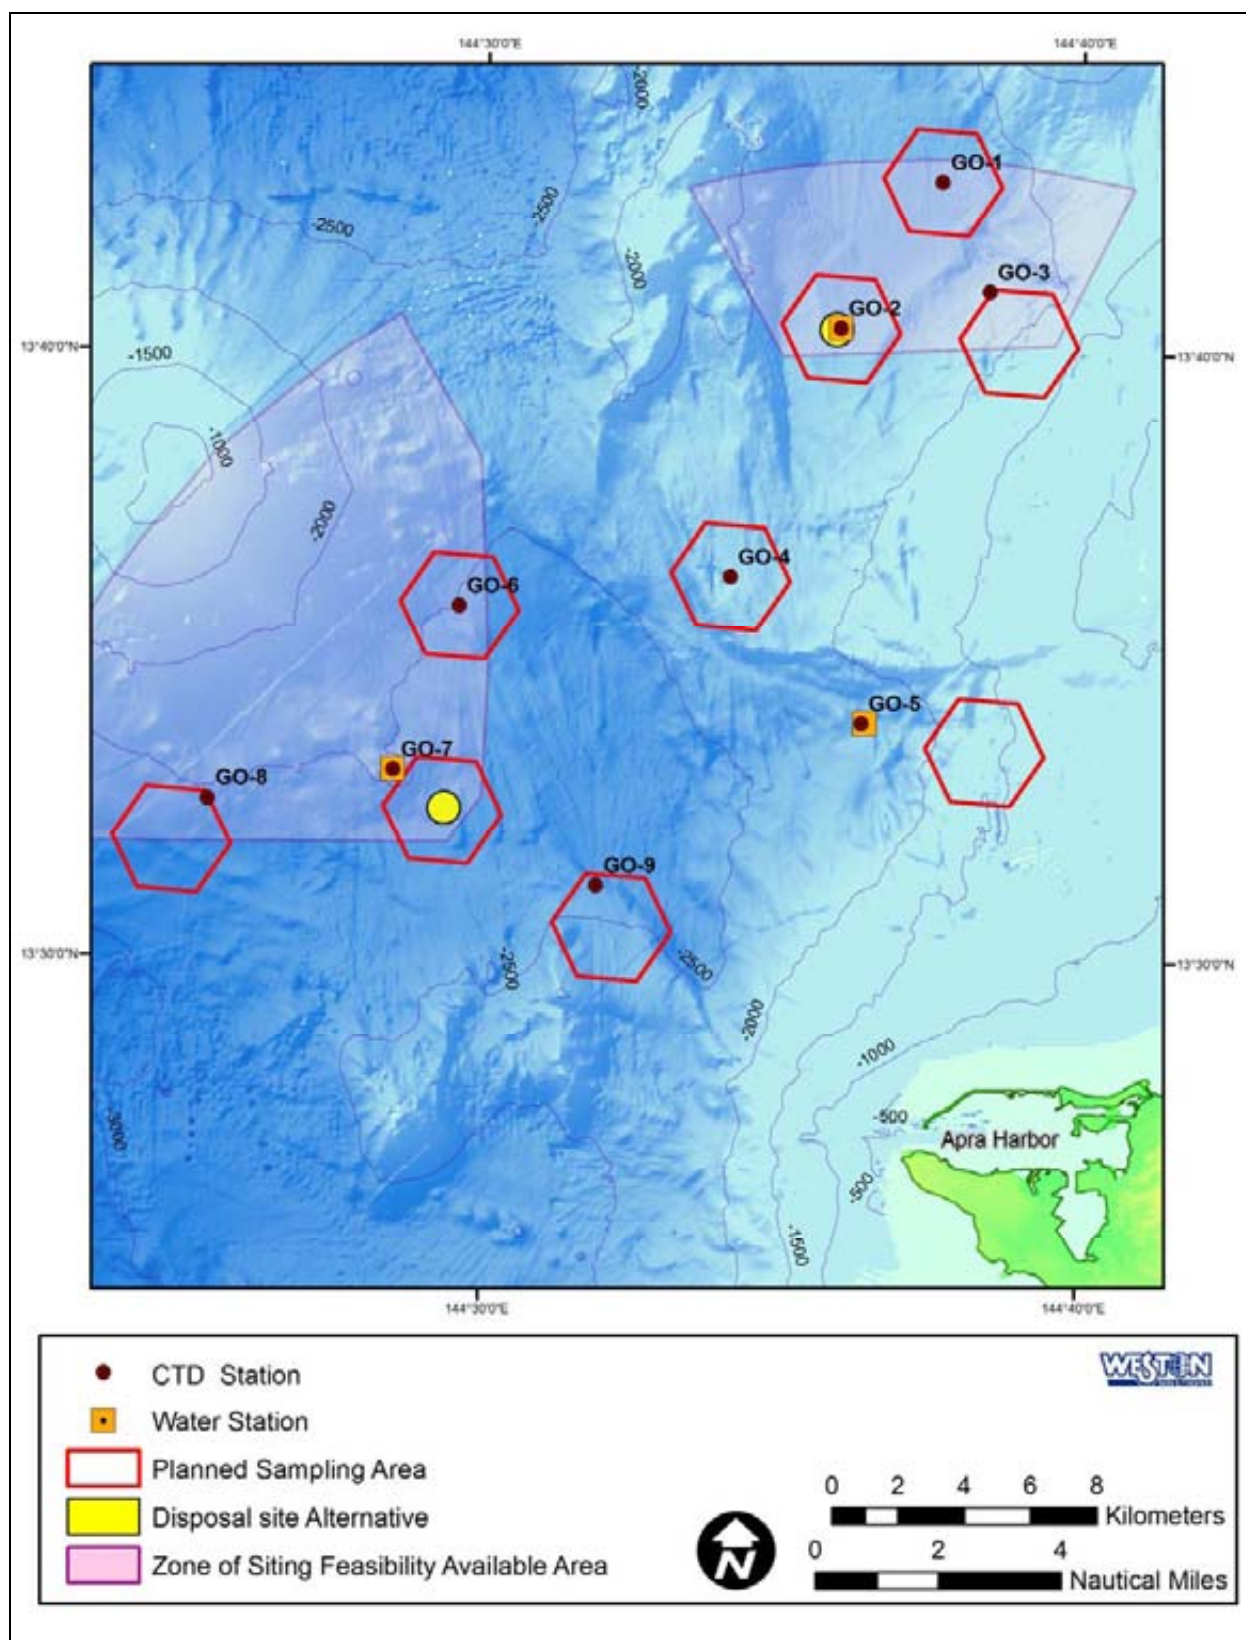 144°30'0"E
144°40'0"E
-2000
GO-1
-2500
-2500
-2000
GO-3
GO-2
13°40'0"N
13°40'0"N
-1500
-1000
-2000
GO-4
GO-6
GO-5
GO-7
GO-8
GO-9
13°30'0"N
13°30'0"N
-2500
-2500
-2000
-1000
-3000
-500
Apra Harbor
-500
-1500
144°30'0"E
144°40'0"E
CTD Station
WESTON
SOLUTIONS
Water Station
Planned Sampling Area
0 2 4 6 8
Disposal site Alternative
Kilometers
N
0 2 4
Zone of Siting Feasibility Available Area
Nautical Miles